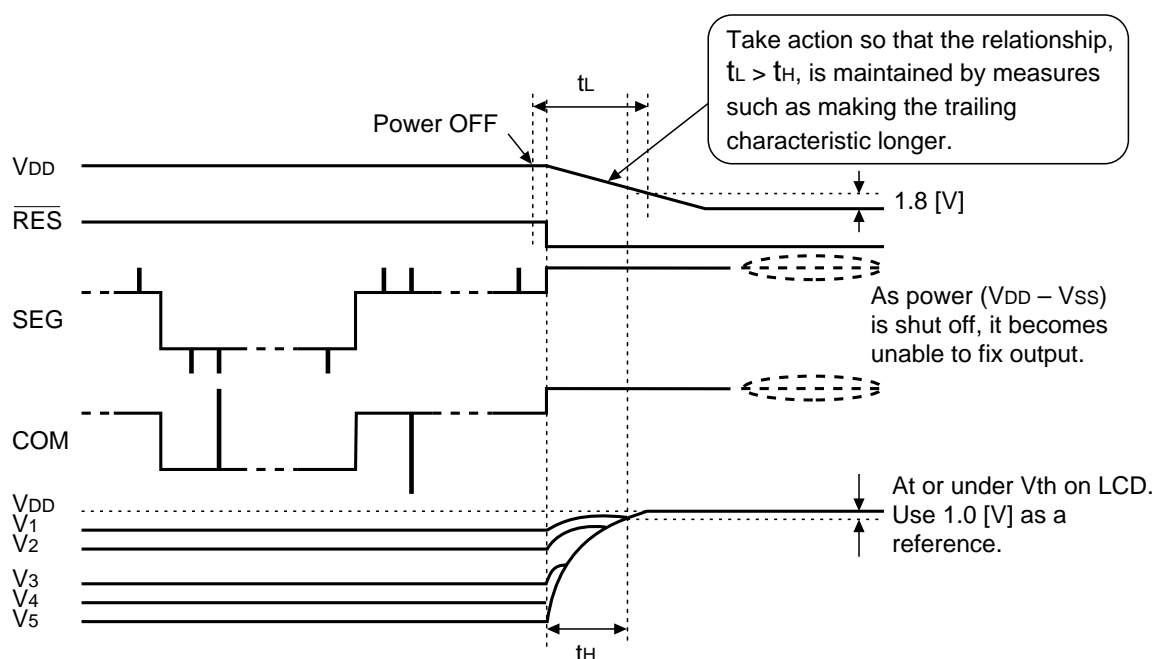 Take action so that the relationship,
tL > tH, is maintained by measures
such as making the trailing
characteristic longer.
tL
Power OFF
VDD
1.8 [V]
RES
SEG
As power (VDD – VSS)
is shut off, it becomes
unable to fix output.
COM
VDD
V1
V2
V3
V4
V5
At or under Vth on LCD.
Use 1.0 [V] as a
reference.
tH